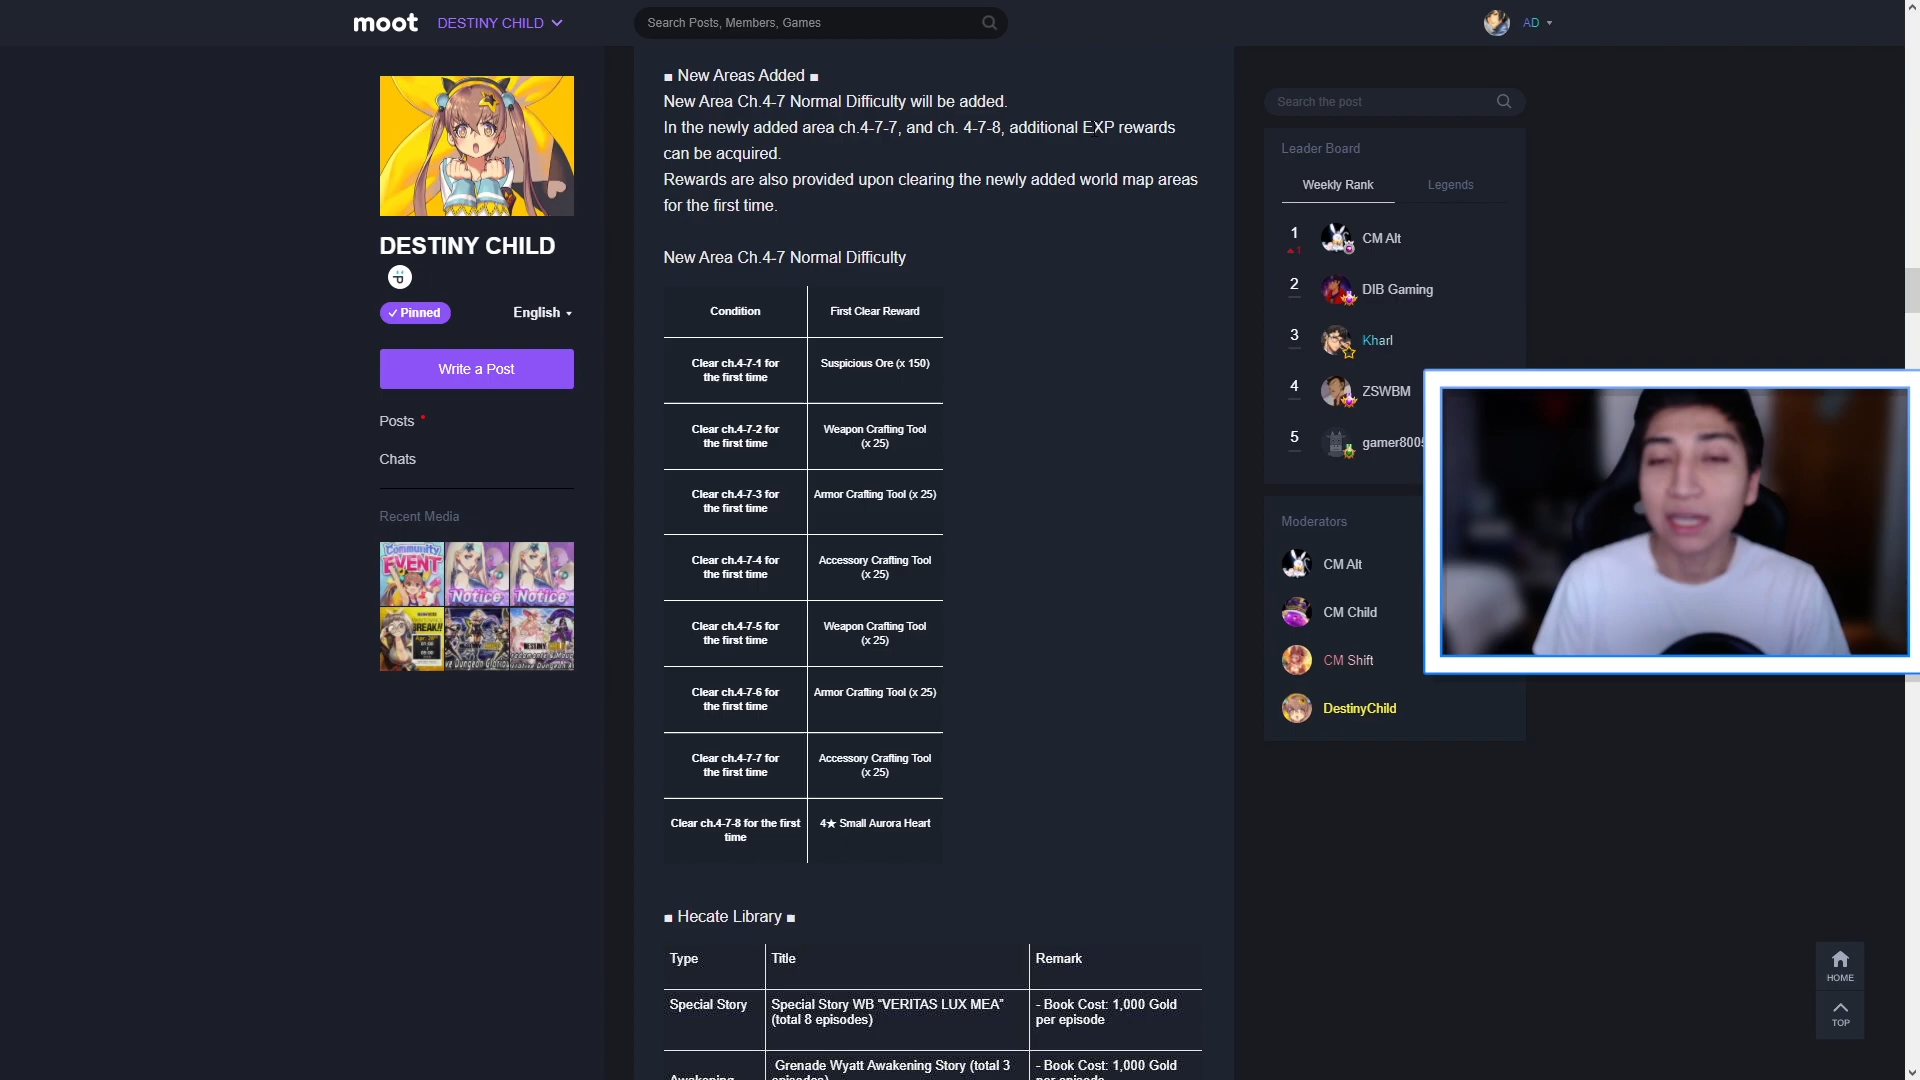 moot DESTINY CHILD
Search Posts, Members, Games
AD
■ New Areas Added ■
New Area Ch.4-7 Normal Difficulty will be added.
In the newly added area ch.4-7-7, and ch. 4-7-8, additional EXP rewards
can be acquired.
Rewards are also provided upon clearing the newly added world map areas
for the first time.
New Area Ch.4-7 Normal Difficulty
Condition First Clear Reward
Clear ch.4-7-1 for
the first time
Suspicious Ore (x 150)
Clear ch.4-7-2 for
the first time
Weapon Crafting Tool
(x 25)
Clear ch.4-7-3 for
the first time
Armor Crafting Tool (x 25)
Clear ch.4-7-4 for
the first time
Accessory Crafting Tool
(x 25)
Clear ch.4-7-5 for
the first time
Weapon Crafting Tool
(x 25)
Clear ch.4-7-6 for
the first time
Armor Crafting Tool (x 25)
Clear ch.4-7-7 for
the first time
Accessory Crafting Tool
(x 25)
Clear ch.4-7-8 for the first
time
4★ Small Aurora Heart
■ Hecate Library ■
Type Title Remark
Special Story
Special Story WB "VERITAS LUX MEA"
(total 8 episodes)
- Book Cost: 1,000 Gold
per episode
Awakening
Grenade Wyatt Awakening Story (total 3
episodes)
- Book Cost: 1,000 Gold
per episode
DESTINY CHILD
✓ Pinned
English
Write a Post
Posts
Chats
Recent Media
Community
EVENT
Notice
Notice
BREAK!!
Search the post
Leader Board
Weekly Rank Legends
1 CM Alt
1
2 DIB Gaming
3 Kharl
4 ZSWBM
5 gamer8005
Moderators
CM Alt
CM Child
CM Shift
DestinyChild
HOME
TOP